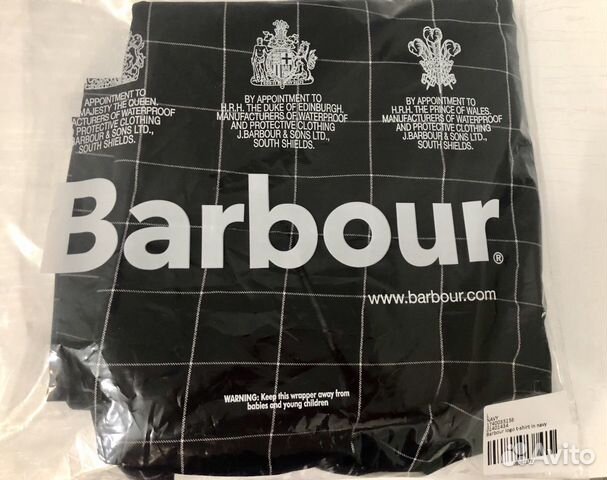 BY APPOINTMENT TO
MAJESTY THE QUEEN,
MANUFACTURERS OF WATERPROOF
AND PROTECTIVE CLOTHING
J.BARBOUR & SONS LTD.,
SOUTH SHIELDS.
BY APPOINTMENT TO
H.R.H. THE DUKE OF EDINBURGH,
MANUFACTURERS OF WATERPROOF
AND PROTECTIVE CLOTHING
J.BARBOUR & SONS LTD.,
SOUTH SHIELDS.
BY APPOINTMENT TO
H.R.H. THE PRINCE OF WALES,
MANUFACTURERS OF WATERPROOF
AND PROTECTIVE CLOTHING
J.BARBOUR & SONS LTD.,
SOUTH SHIELDS.
Barbour®
www.barbour.com
WARNING: Keep this wrapper away from
babies and young children
L
NAVY
Barbour logo t-shirt in navy
Avito